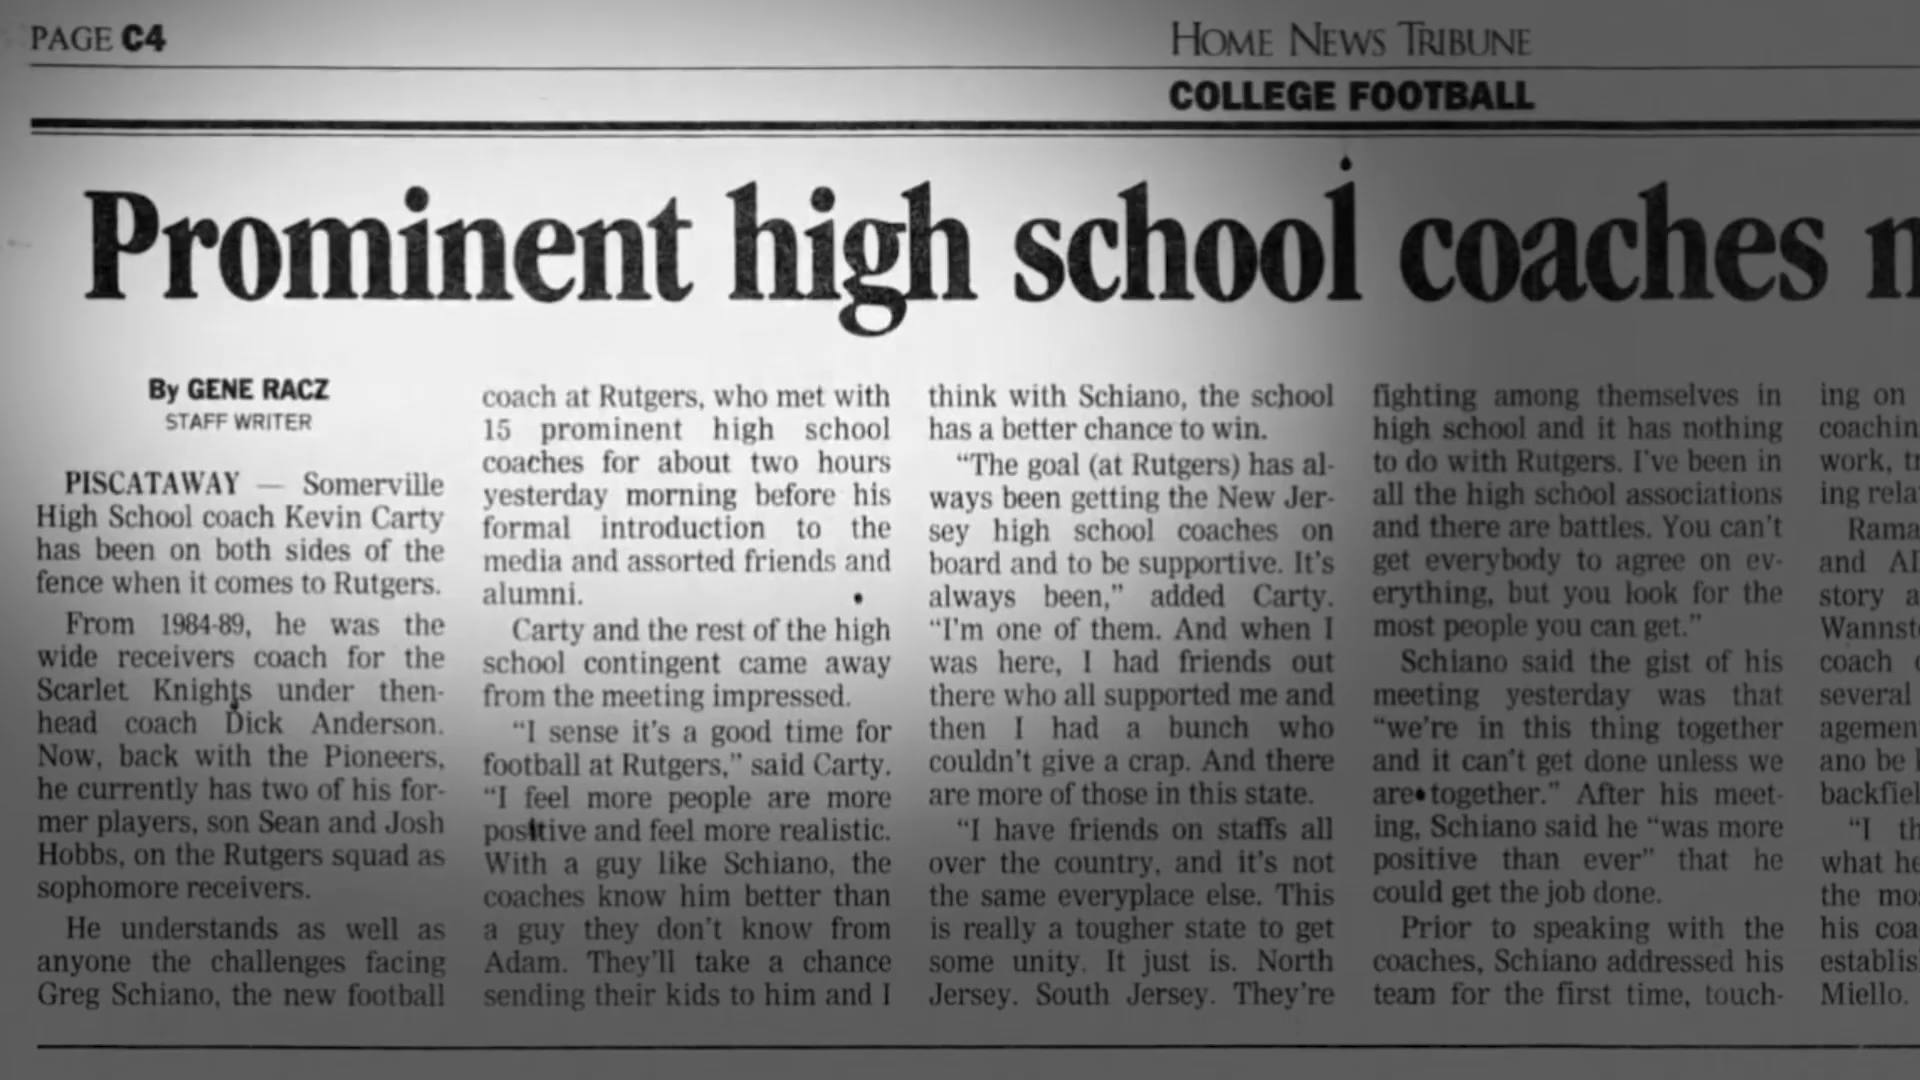 PAGE C4
HOME NEWS TRIBUNE
COLLEGE FOOTBALL
Prominent high school coaches
By GENE RACZ
STAFF WRITER
PISCATAWAY — Somerville
High School coach Kevin Carty
has been on both sides of the
fence when it comes to Rutgers.
From 1984-89, he was the
wide receivers coach for the
Scarlet Knights under then-
head coach Dick Anderson.
Now, back with the Pioneers,
he currently has two of his for-
mer players, son Sean and Josh
Hobbs, on the Rutgers squad as
sophomore receivers.
He understands as well as
anyone the challenges facing
Greg Schiano, the new football
coach at Rutgers, who met with
15 prominent high school
coaches for about two hours
yesterday morning before his
formal introduction to the
media and assorted friends and
alumni.
Carty and the rest of the high
school contingent came away
from the meeting impressed.
“I sense it's a good time for
football at Rutgers,” said Carty.
“I feel more people are more
positive and feel more realistic.
With a guy like Schiano, the
coaches know him better than
a guy they don't know from
Adam. They'll take a chance
sending their kids to him and I
think with Schiano, the school
has a better chance to win.
“The goal (at Rutgers) has al-
ways been getting the New Jer-
sey high school coaches on
board and to be supportive. It's
always been,” added Carty.
“I'm one of them. And when I
was here, I had friends out
there who all supported me and
then I had a bunch who
couldn't give a crap. And there
are more of those in this state.
“I have friends on staffs all
over the country, and it's not
the same everyplace else. This
is really a tougher state to get
some unity. It just is. North
Jersey. South Jersey. They're
fighting among themselves in
high school and it has nothing
to do with Rutgers. I've been in
all the high school associations
and there are battles. You can't
get everybody to agree on ev-
erything, but you look for the
most people you can get.”
Schiano said the gist of his
meeting yesterday was that
“we're in this thing together
and it can't get done unless we
are together.” After his meet-
ing, Schiano said he “was more
positive than ever” that he
could get the job done.
Prior to speaking with the
coaches, Schiano addressed his
team for the first time, touch-
ing on
coachin
work, tr
ing rela
Rama
and
story a
Wannst
coach
several
agemen
ano be
backfiel
“I th
what he
the mo
his coa
establis
Miello.